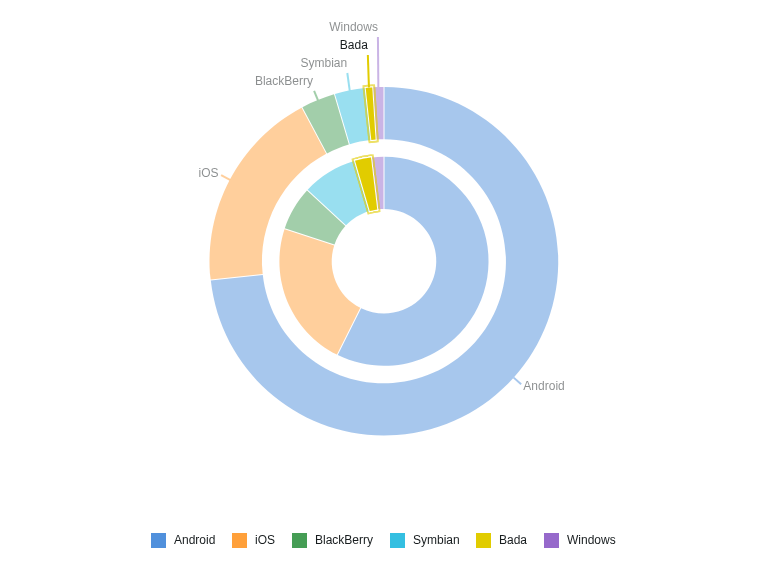 Windows
Bada
Symbian
BlackBerry
iOS
Android
Android iOS BlackBerry Symbian Bada Windows